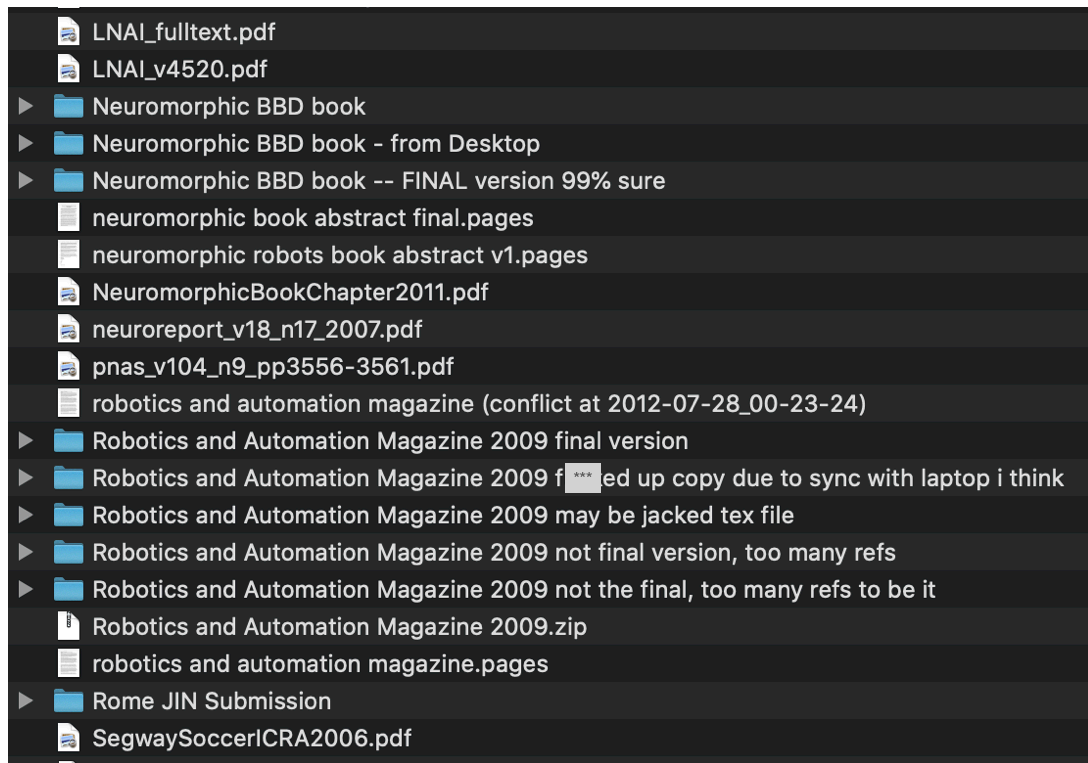 LNAI_fulltext.pdf
LNAI_v4520.pdf
Neuromorphic BBD book
Neuromorphic BBD book - from Desktop
Neuromorphic BBD book -- FINAL version 99% sure
neuromorphic book abstract final.pages
neuromorphic robots book abstract v1.pages
NeuromorphicBookChapter2011.pdf
neuroreport_v18_n17_2007.pdf
pnas_v104_n9_pp3556-3561.pdf
robotics and automation magazine (conflict at 2012-07-28_00-23-24)
Robotics and Automation Magazine 2009 final version
Robotics and Automation Magazine 2009 f***ed up copy due to sync with laptop i think
Robotics and Automation Magazine 2009 may be jacked tex file
Robotics and Automation Magazine 2009 not final version, too many refs
Robotics and Automation Magazine 2009 not the final, too many refs to be it
Robotics and Automation Magazine 2009.zip
robotics and automation magazine.pages
Rome JIN Submission
SegwaySoccerICRA2006.pdf